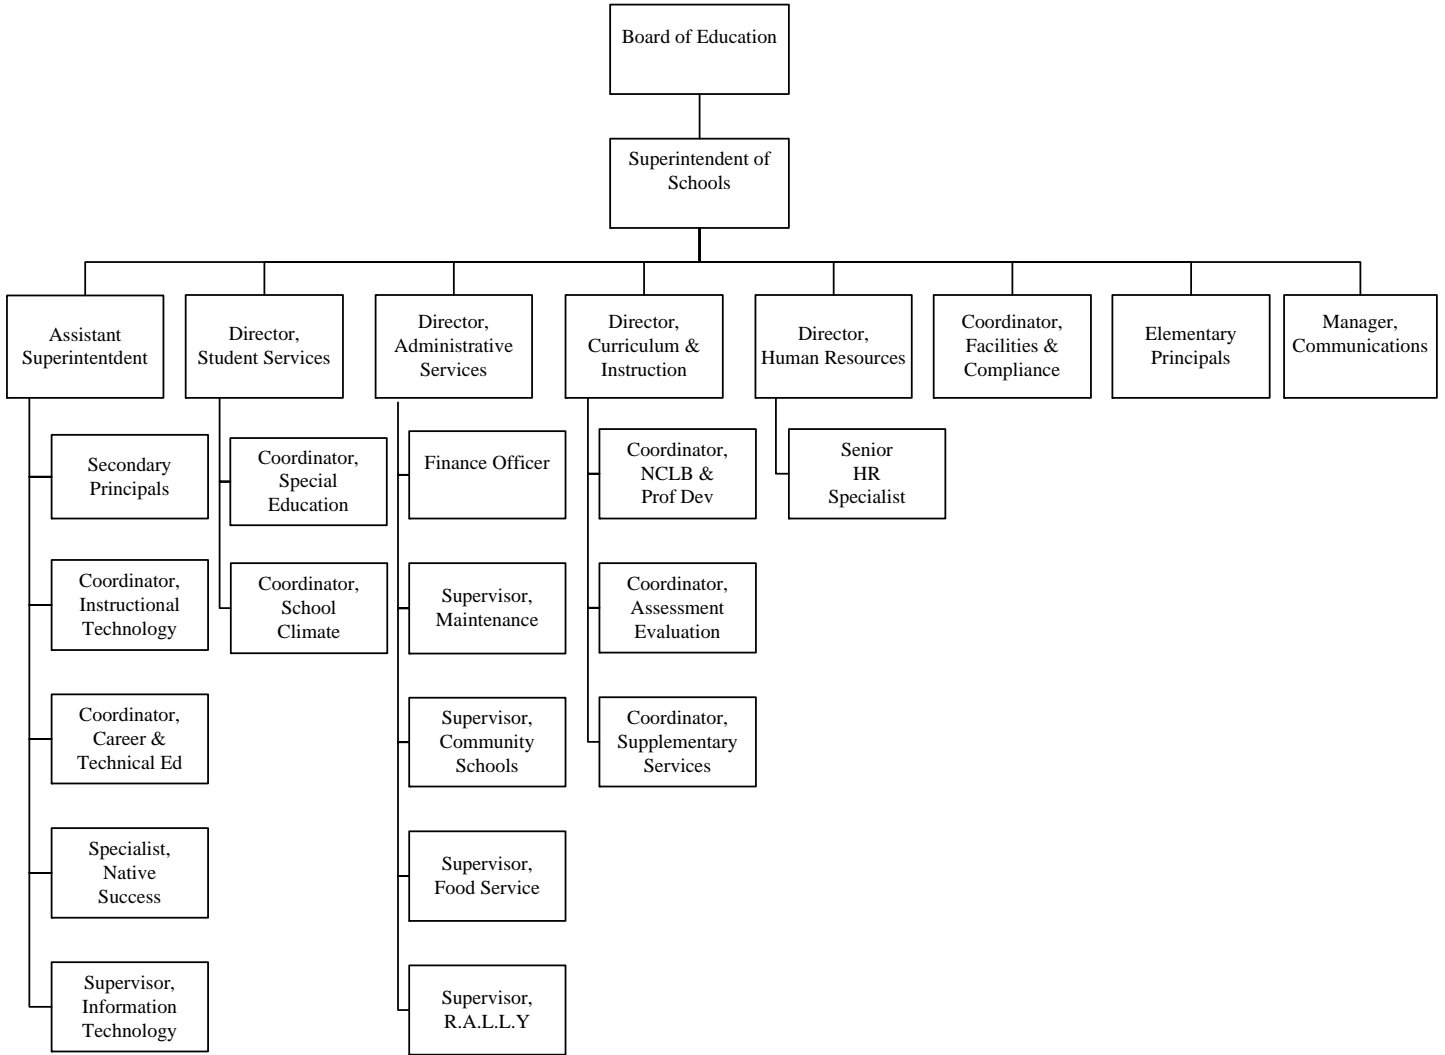 Board of Education
Superintendent of
Schools
Assistant
Superintentdent
Director,
Student Services
Director,
Administrative
Services
Director,
Curriculum &
Instruction
Director,
Human Resources
Coordinator,
Facilities &
Compliance
Elementary
Principals
Manager,
Communications
Secondary
Principals
Coordinator,
Special
Education
Finance Officer
Coordinator,
NCLB &
Prof Dev
Senior
HR
Specialist
Coordinator,
Instructional
Technology
Coordinator,
School
Climate
Supervisor,
Maintenance
Coordinator,
Assessment
Evaluation
Coordinator,
Career &
Technical Ed
Supervisor,
Community
Schools
Coordinator,
Supplementary
Services
Specialist,
Native
Success
Supervisor,
Food Service
Supervisor,
Information
Technology
Supervisor,
R.A.L.L.Y